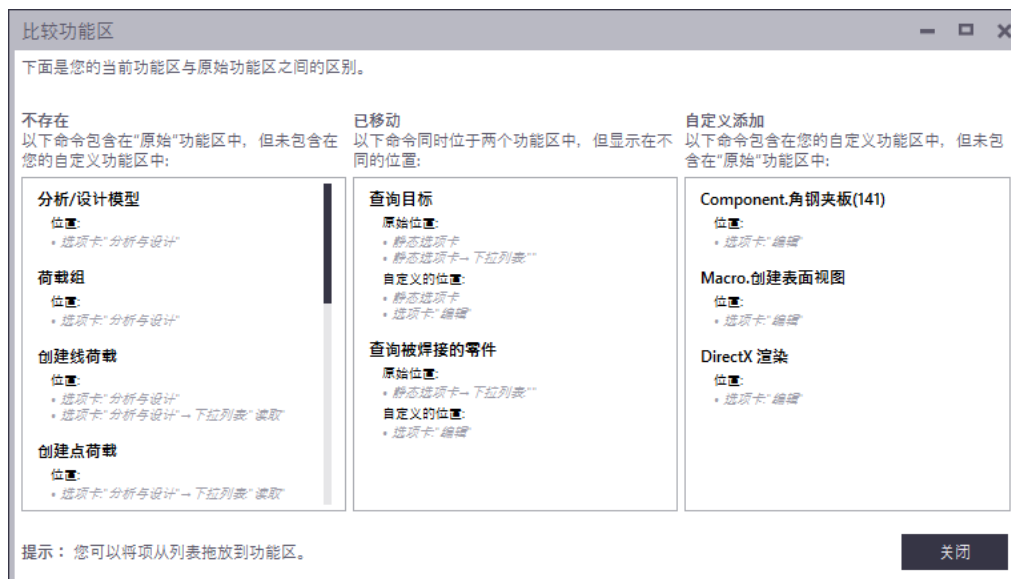 比较功能区
下面是您的当前功能区与原始功能区之间的区别。
不存在
以下命令包含在"原始"功能区中，但未包含在
您的自定义功能区中:
分析/设计模型
位置:
• 选项卡"分析与设计"
荷载组
位置:
• 选项卡"分析与设计"
创建线荷载
位置:
• 选项卡"分析与设计"
• 选项卡"分析与设计"→下拉列表"读取"
创建点荷载
位置:
• 选项卡"分析与设计"→下拉列表"读取"
已移动
以下命令同时位于两个功能区中，但显示在不
同的位置:
查询目标
原始位置:
• 静态选项卡
• 静态选项卡→下拉列表""
自定义的位置:
• 静态选项卡
• 选项卡"编辑"
查询被焊接的零件
原始位置:
• 静态选项卡→下拉列表""
自定义的位置:
• 选项卡"编辑"
自定义添加
以下命令包含在您的自定义功能区中，但未包
含在"原始"功能区中:
Component.角钢夹板(141)
位置:
• 选项卡"编辑"
Macro.创建表面视图
位置:
• 选项卡"编辑"
DirectX 渲染
位置:
• 选项卡"编辑"
提示： 您可以将项从列表拖放到功能区。
关闭